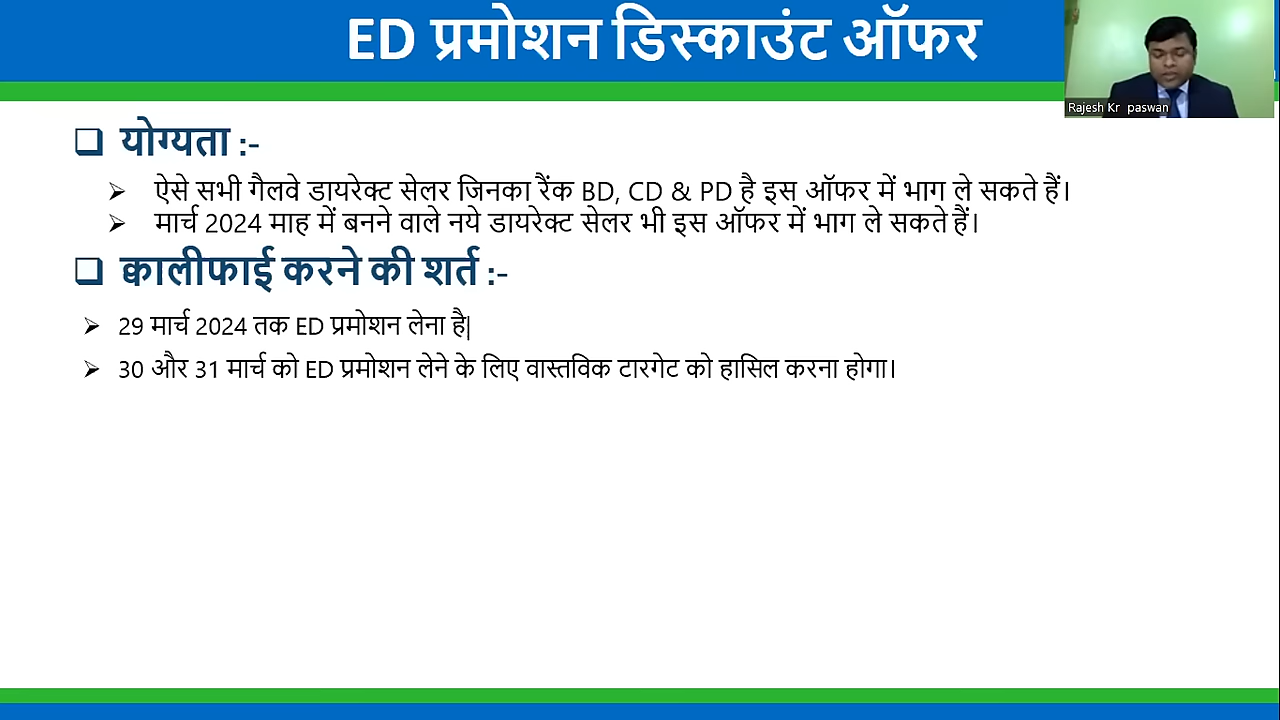 ED प्रमोशन डिस्काउंट ऑफर
Rajesh Kr paswan
योग्यता :-
ऐसे सभी गैलवे डायरेक्ट सेलर जिनका रैंक BD, CD & PD है इस ऑफर में भाग ले सकते हैं।
मार्च 2024 माह में बनने वाले नये डायरेक्ट सेलर भी इस ऑफर में भाग ले सकते हैं।
क्वालीफाई करने की शर्त :-
29 मार्च 2024 तक ED प्रमोशन लेना है|
30 और 31 मार्च को ED प्रमोशन लेने के लिए वास्तविक टारगेट को हासिल करना होगा।